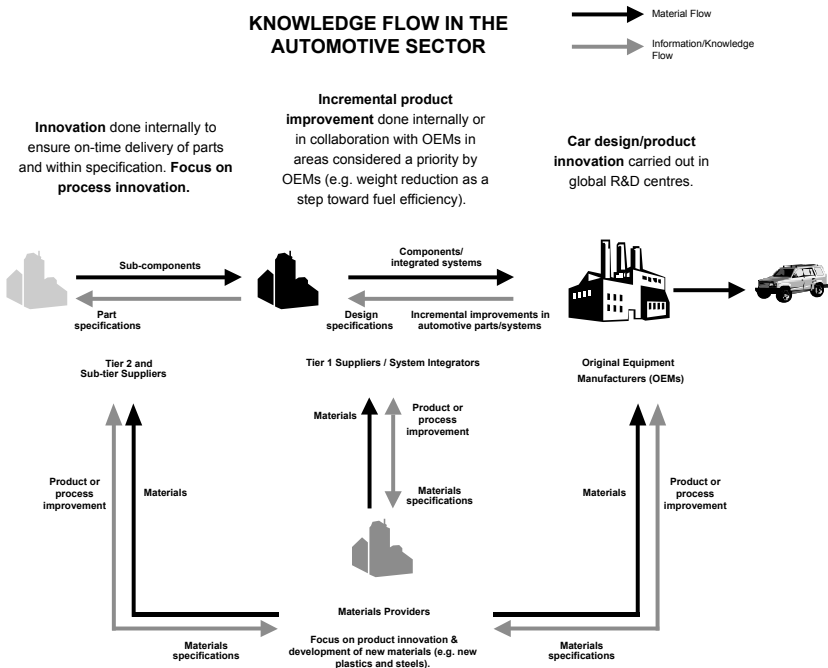 KNOWLEDGE FLOW IN THE
AUTOMOTIVE SECTOR
Material Flow
Information/Knowledge
Flow
Innovation done internally to
ensure on-time delivery of parts
and within specification. Focus on
process innovation.
Incremental product
improvement done internally or
in collaboration with OEMs in
areas considered a priority by
OEMs (e.g. weight reduction as a
step toward fuel efficiency).
Car design/product
innovation carried out in
global R&D centres.
Sub-components
Part
specifications
Components/
integrated systems
Design
specifications
Incremental improvements in
automotive parts/systems
Tier 2 and
Sub-tier Suppliers
Tier 1 Suppliers / System Integrators
Original Equipment
Manufacturers (OEMs)
Product or
process
improvement
Materials
Materials
Product or
process
improvement
Materials
specifications
Materials
Product or
process
improvement
Materials Providers
Materials
specifications
Focus on product innovation &
development of new materials (e.g. new
plastics and steels).
Materials
specifications